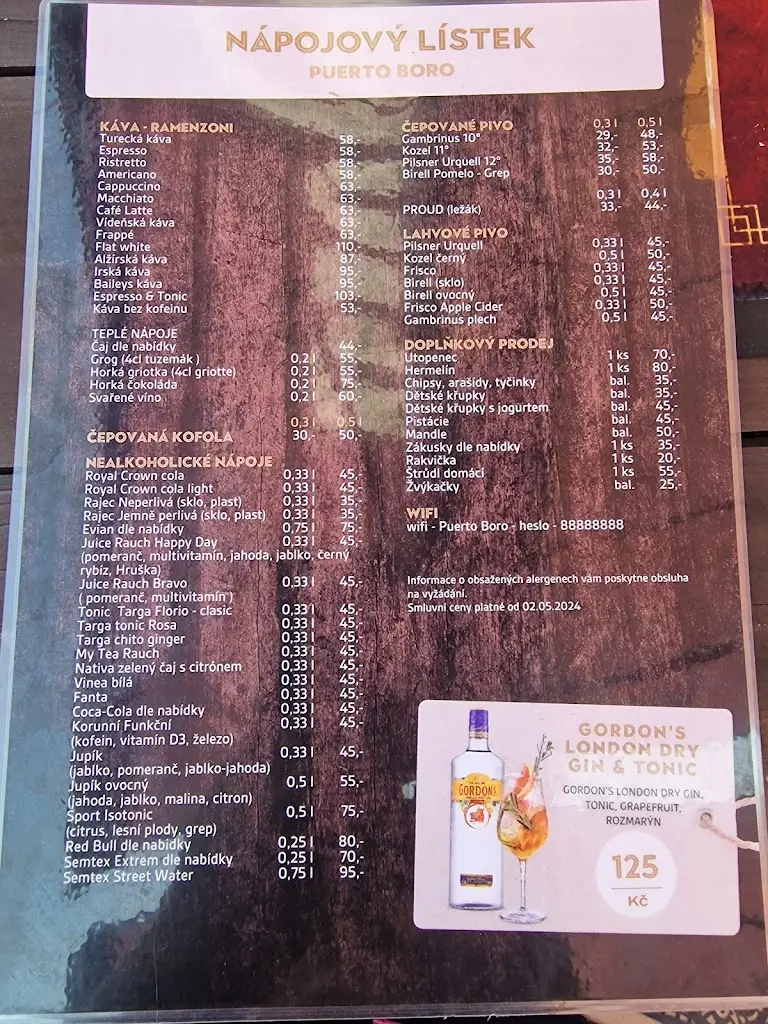 NÁPOJOVÝ LÍSTEK
PUERTO BORO
KÁVA - RAMENZONI
Turecká káva 58,-
Espresso 58,-
Ristretto 58,-
Americano 58,-
Cappuccino 63,-
Macchiato 63,-
Café Latte 63,-
Vídeňská káva 63,-
Frappé 63,-
Flat white 110,-
Alžírská káva 87,-
Irská káva 95,-
Baileys káva 95,-
Espresso & Tonic 103,-
Káva bez kofeinu 53,-
TEPLÉ NÁPOJE
Čaj dle nabídky 44,-
Grog (4cl tuzemák ) 0,2 l 55,-
Horká griotka (4cl griotte) 0,2 l 55,-
Horká čokoláda 0,2 l 75,-
Svařené víno 0,2 l 60,-
0,3 l 0,5 l
ČEPOVANÁ KOFOLA 30,- 50,-
NEALKOHOLICKÉ NÁPOJE
Royal Crown cola 0,33 l 45,-
Royal Crown cola light 0,33 l 45,-
Rajec Neperlivá (sklo, plast) 0,33 l 35,-
Rajec Jemně perlivá (sklo, plast) 0,33 l 35,-
Evian dle nabídky 0,75 l 75,-
Juice Rauch Happy Day 0,33 l 45,-
(pomeranč, multivitamín, jahoda, jablko, černý
rybíz, Hruška)
Juice Rauch Bravo 0,33 l 45,-
( pomeranč, multivitamín )
Tonic Targa Florio - clasic 0,33 l 45,-
Targa tonic Rosa 0,33 l 45,-
Targa chito ginger 0,33 l 45,-
My Tea Rauch 0,33 l 45,-
Nativa zelený čaj s citrónem 0,33 l 45,-
Vinea bílá 0,33 l 45,-
Fanta 0,33 l 45,-
Coca-Cola dle nabídky 0,33 l 45,-
Korunní Funkční 0,33 l 45,-
(kofein, vitamín D3, železo)
Jupík 0,33 l 45,-
(jablko, pomeranč, jablko-jahoda)
Jupík ovocný 0,5 l 55,-
(jahoda, jablko, malina, citron)
Sport Isotonic 0,5 l 75,-
(citrus, lesní plody, grep)
Red Bull dle nabídky 0,25 l 80,-
Semtex Extrem dle nabídky 0,25 l 70,-
Semtex Street Water 0,75 l 95,-
ČEPOVANÉ PIVO 0,3 l 0,5 l
Gambrinus 10° 29,- 48,-
Kozel 11° 32,- 53,-
Pilsner Urquell 12° 35,- 58,-
Birell Pomelo - Grep 30,- 50,-
0,3 l 0,4 l
PROUD (ležák) 33,- 44,-
LAHVOVÉ PIVO
Pilsner Urquell 0,33 l 45,-
Kozel černý 0,5 l 50,-
Frisco 0,33 l 45,-
Birell (sklo) 0,33 l 45,-
Birell ovocný 0,5 l 45,-
Frisco Apple Cider 0,33 l 50,-
Gambrinus plech 0,5 l 45,-
DOPLŇKOVÝ PRODEJ
Utopenec 1 ks 70,-
Hermelín 1 ks 80,-
Chipsy, arašídy, tyčinky bal. 35,-
Dětské křupky bal. 35,-
Dětské křupky s jogurtem bal. 45,-
Pistácie bal. 45,-
Mandle bal. 50,-
Zákusky dle nabídky 1 ks 35,-
Rakvička 1 ks 20,-
Štrůdl domácí 1 ks 55,-
Žvýkačky bal. 25,-
WIFI
wifi - Puerto Boro - heslo - 88888888
Informace o obsažených alergenech vám poskytne obsluha
na vyžádání.
Smluvní ceny platné od 02.05.2024
GORDON'S
LONDON DRY
GIN & TONIC
GORDON'S LONDON DRY GIN,
TONIC, GRAPEFRUIT,
ROZMARÝN
125
Kč
GORDON'S